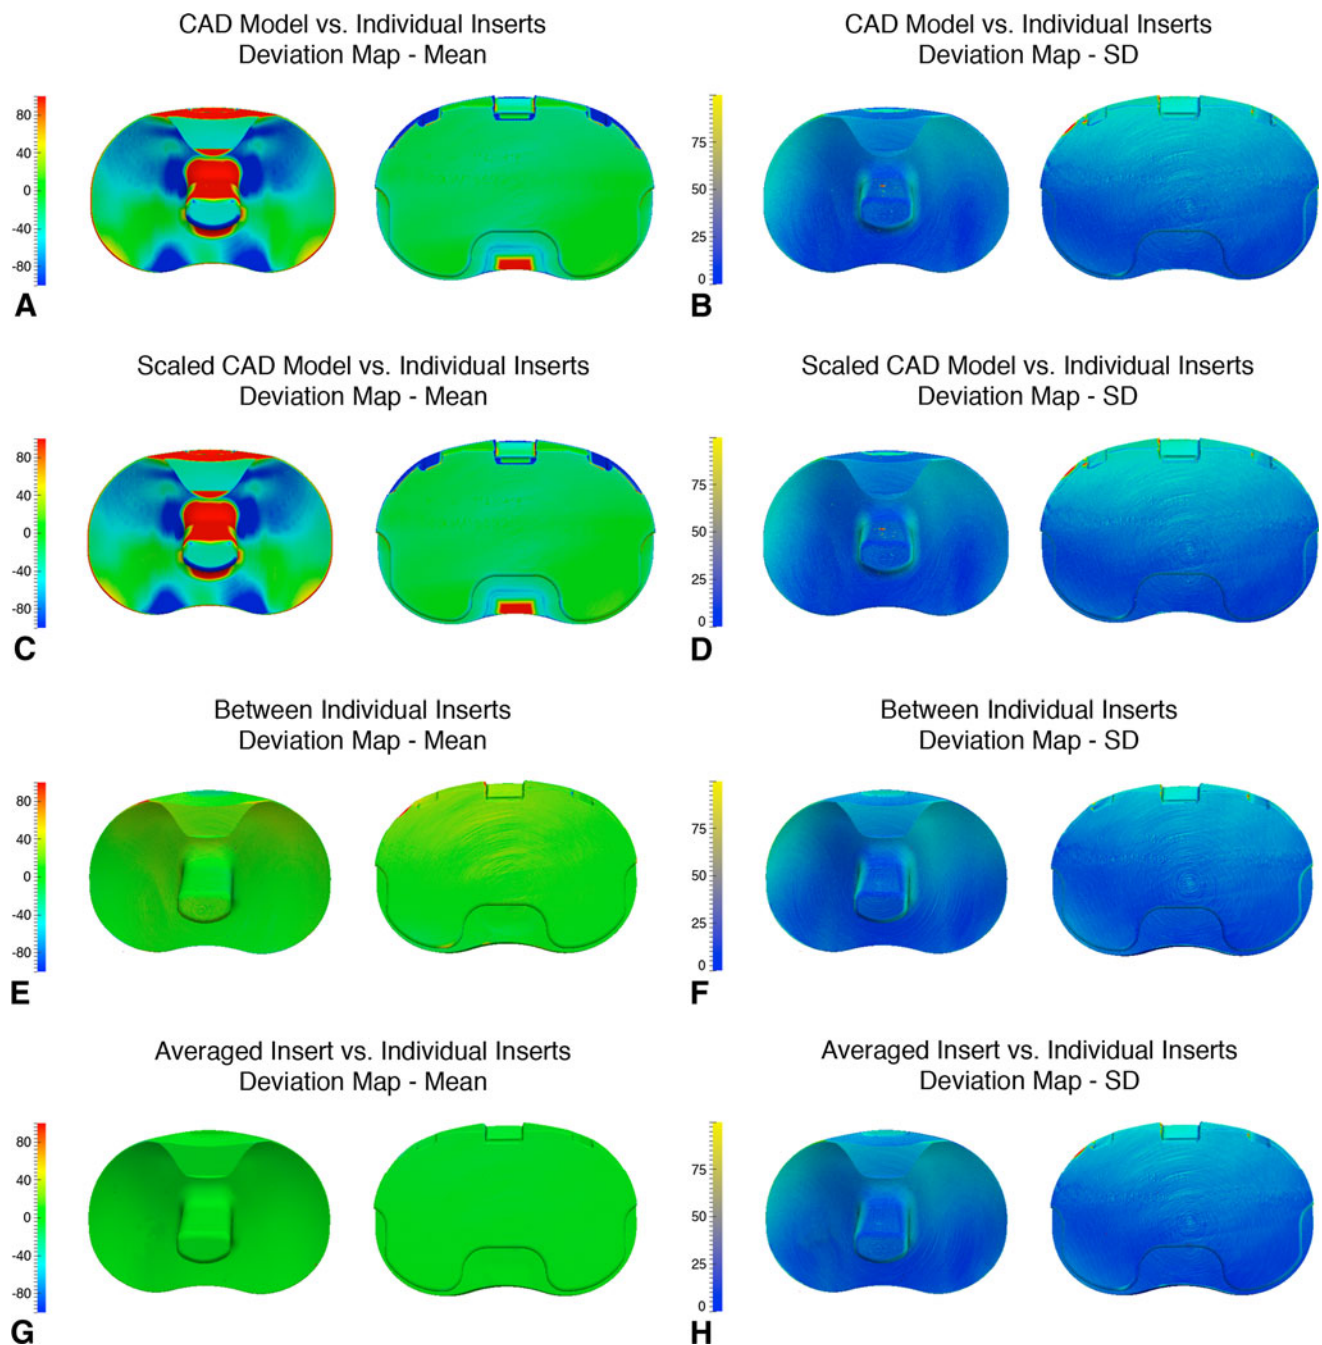 CAD Model vs. Individual Inserts
Deviation Map - Mean
80
40
0
-40
-80
A
CAD Model vs. Individual Inserts
Deviation Map - SD
75
50
25
0
B
Scaled CAD Model vs. Individual Inserts
Deviation Map - Mean
80
40
0
-40
-80
C
Scaled CAD Model vs. Individual Inserts
Deviation Map - SD
75
50
25
0
D
Between Individual Inserts
Deviation Map - Mean
80
40
0
-40
-80
E
Between Individual Inserts
Deviation Map - SD
75
50
25
0
F
Averaged Insert vs. Individual Inserts
Deviation Map - Mean
80
40
0
-40
-80
G
Averaged Insert vs. Individual Inserts
Deviation Map - SD
75
50
25
0
H